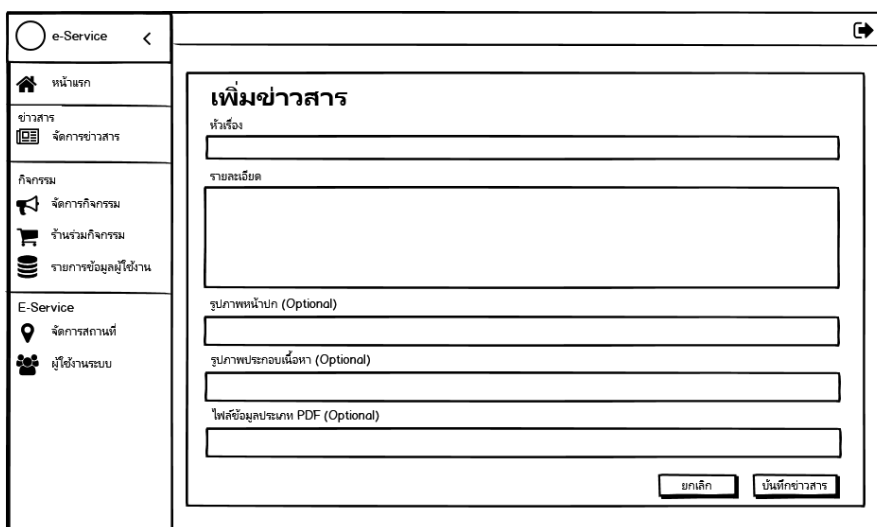 e-Service
หน้าแรก
ข่าวสาร
จัดการข่าวสาร
กิจกรรม
จัดการกิจกรรม
ร้านร่วมกิจกรรม
รายการข้อมูลผู้ใช้งาน
E-Service
จัดการสถานที่
ผู้ใช้งานระบบ
เพิ่มข่าวสาร
หัวเรื่อง
รายละเอียด
รูปภาพหน้าปก (Optional)
รูปภาพประกอบเนื้อหา (Optional)
ไฟล์ข้อมูลประเภท PDF (Optional)
ยกเลิก
บันทึกข่าวสาร